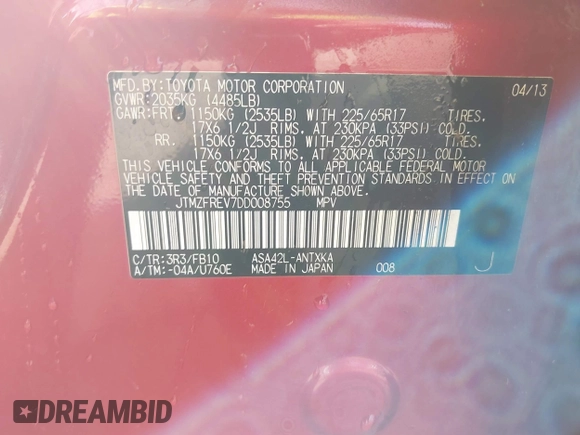 MFD.BY:TOYOTA MOTOR CORPORATION 04/13
GVWR:2035KG (4485LB)
GAWR:FRT. 1150KG (2535LB) WITH 225/65R17 TIRES,
17X6 1/2J RIMS, AT 230KPA (33PSI) COLD.
RR. 1150KG (2535LB) WITH 225/65R17 TIRES,
17X6 1/2J RIMS, AT 230KPA (33PSI) COLD.
THIS VEHICLE CONFORMS TO ALL APPLICABLE FEDERAL MOTOR
VEHICLE SAFETY AND THEFT PREVENTION STANDARDS IN EFFECT ON
THE DATE OF MANUFACTURE SHOWN ABOVE.
JTMZFREV7DD008755 MPV
C/TR:3R3/FB10 ASA42L-ANTXKA
A/TM:-04A/U760E MADE IN JAPAN 008 J
DREAMBID